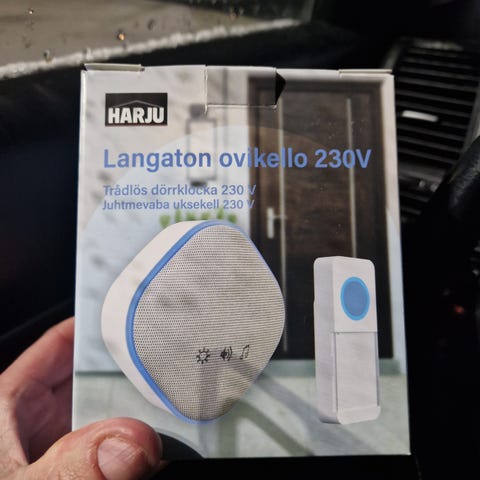 HARJU
Langaton ovikello 230V
Trådlös dörrklocka 230 V
Juhtmevaba uksekell 230 V